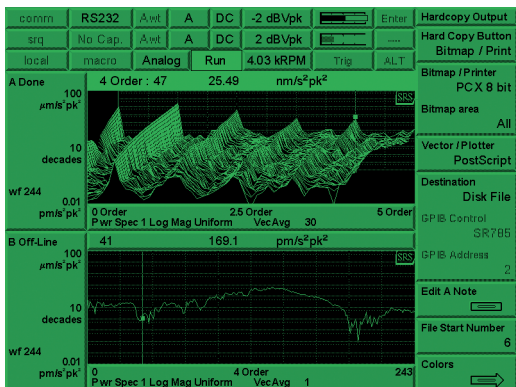 comm RS232 Awt A DC -2 dBVpk Enter Hardcopy Output
srq No Cap. Awt A DC 2 dBVpk ---- Hard Copy Button
Bitmap / Print
local macro Analog Run 4.03 kRPM Trig ALT
Bitmap / Printer
PCX 8 bit
Bitmap area
All
Vector / Plotter
PostScript
Destination
Disk File
GPIB Control
SR785
GPIB Address
2
Edit A Note
File Start Number
6
Colors
A Done 4 Order : 47 25.49 nm/s²pk²
100
µm/s²pk²
SRS
10
decades
wf 244
0.01
pm/s²pk²
0 Order 2.5 Order 5 Order
Pwr Spec 1 Log Mag Uniform VecAvg 30
B Off-Line 41 169.1 pm/s²pk²
100
µm/s²pk²
SRS
10
decades
wf 244
0.01
pm/s²pk²
0 4 Order 243
Pwr Spec 1 Log Mag Uniform VecAvg 1